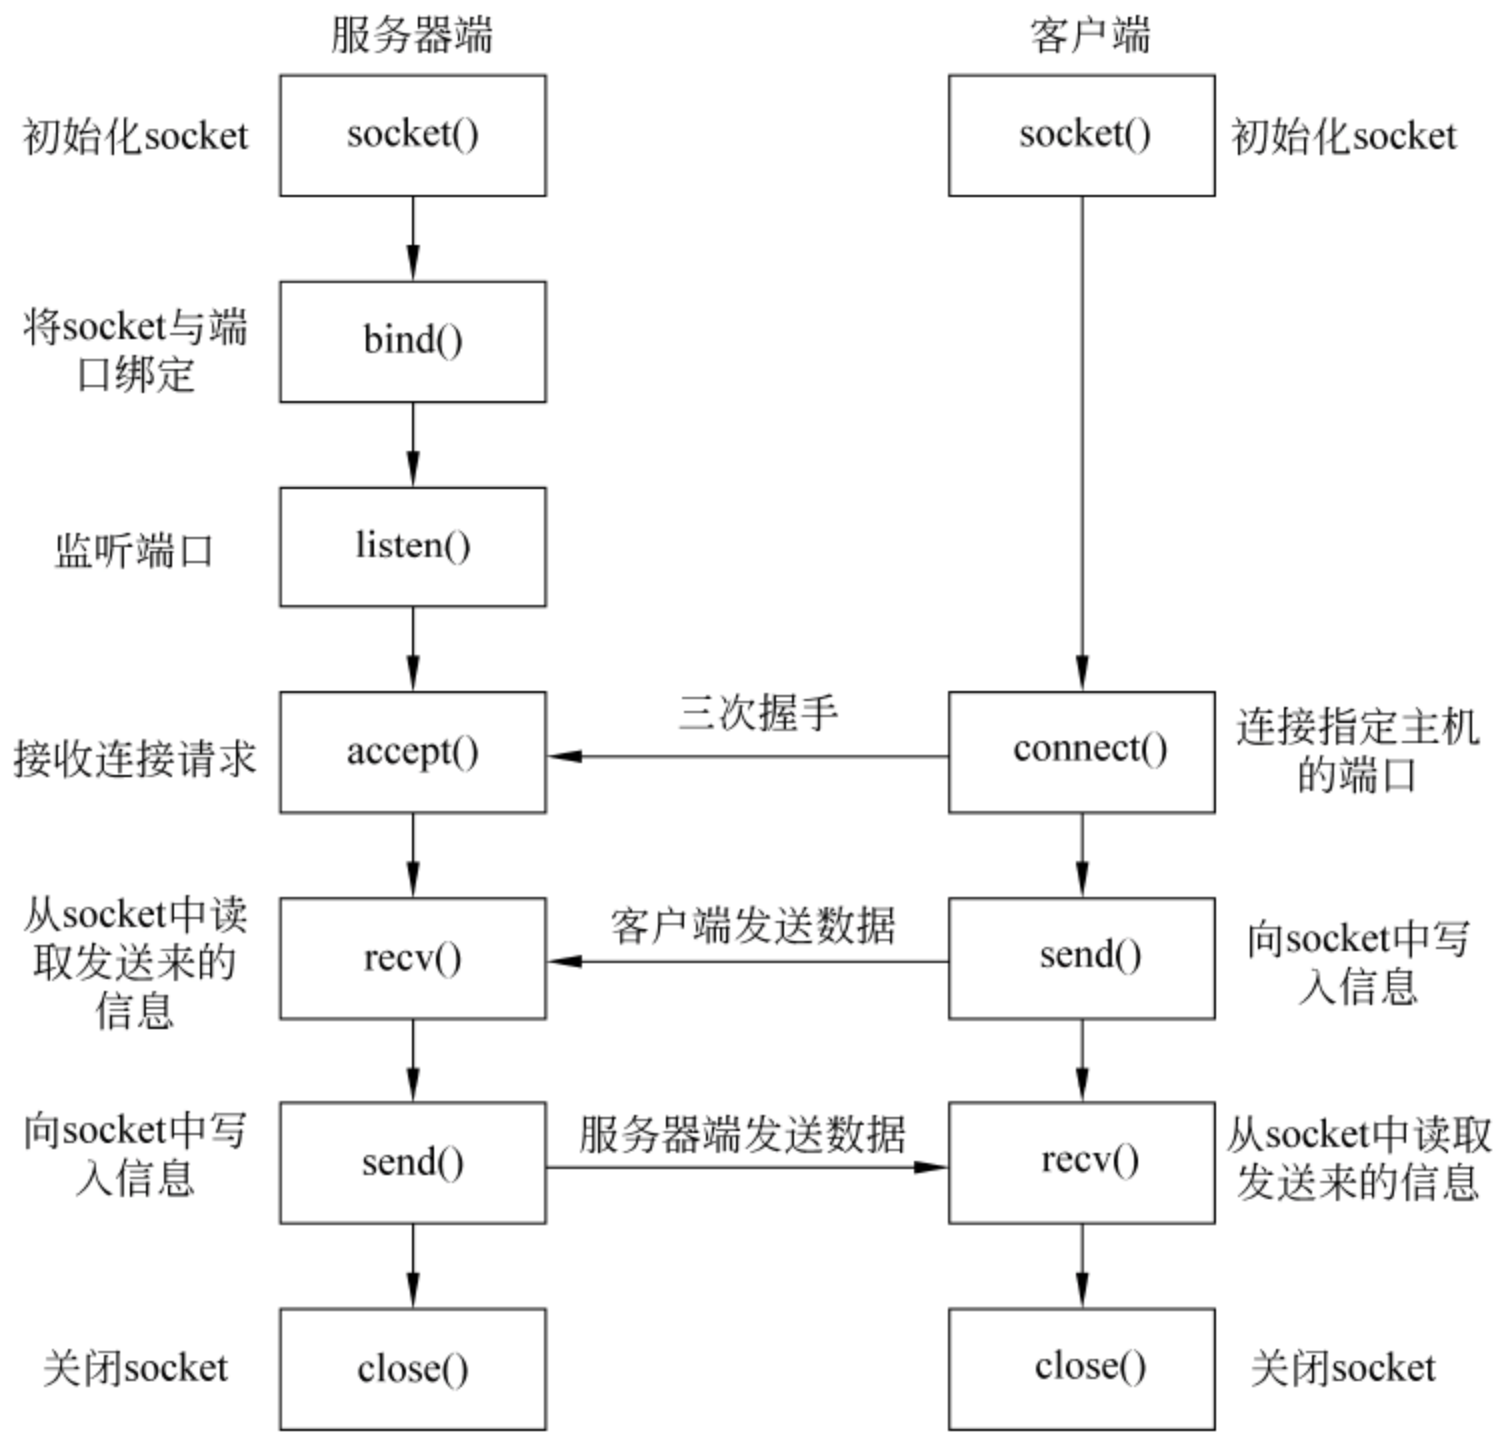 服务器端
客户端
初始化socket
socket()
socket()
初始化socket
将socket与端
口绑定
bind()
监听端口
listen()
接收连接请求
accept()
三次握手
connect()
连接指定主机
的端口
从socket中读
取发送来的
信息
recv()
客户端发送数据
send()
向socket中写
入信息
向socket中写
入信息
send()
服务器端发送数据
recv()
从socket中读取
发送来的信息
关闭socket
close()
close()
关闭socket